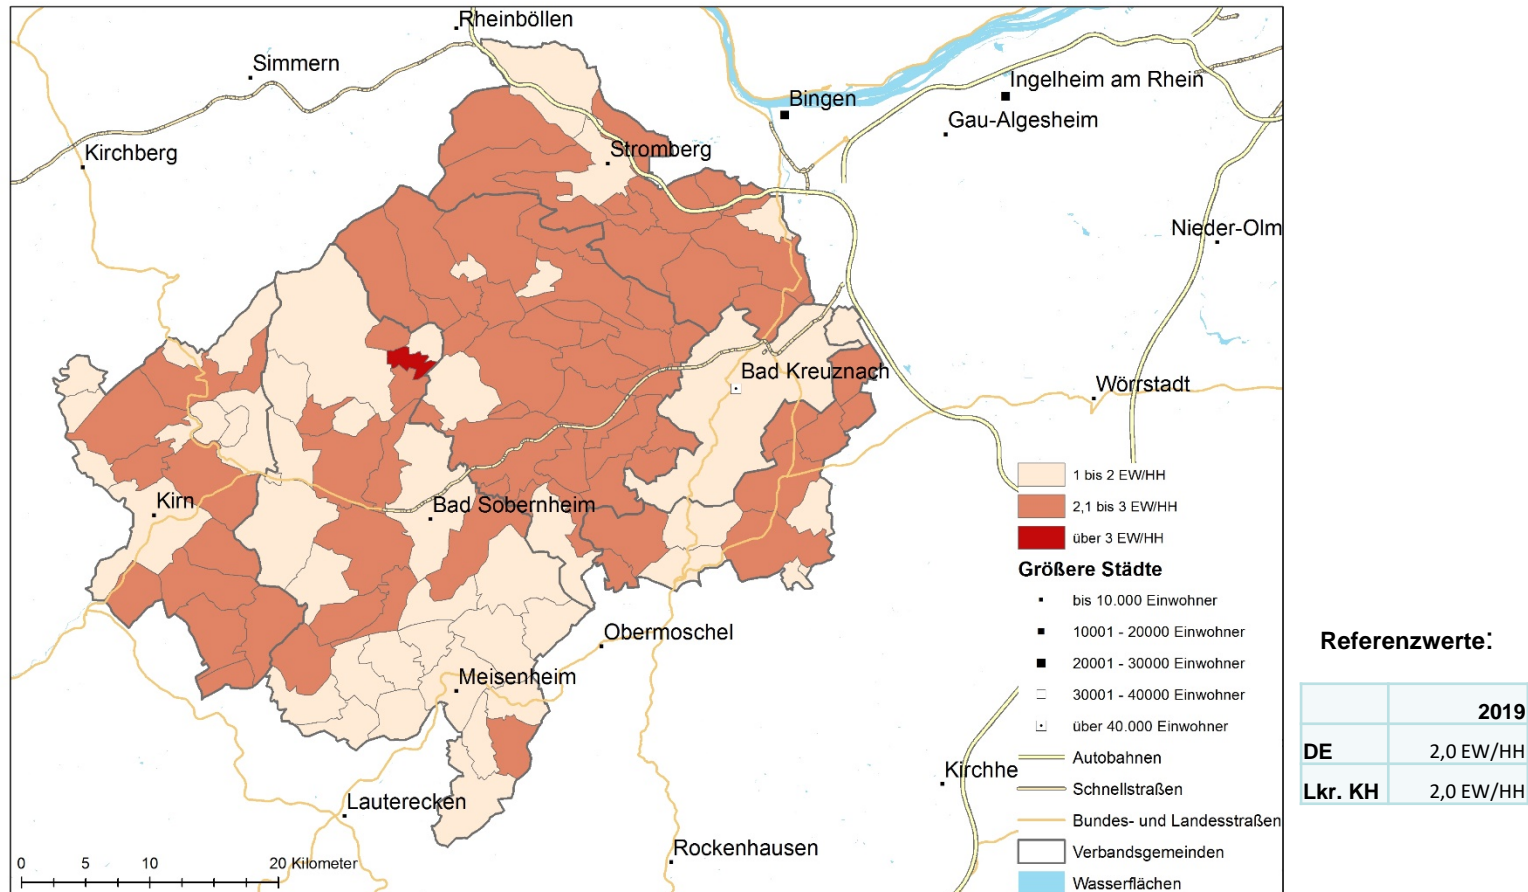 Rheinböllen
Simmern
Bingen
Ingelheim am Rhein
Gau-Algesheim
Kirchberg
Stromberg
Nieder-Olm
Bad Kreuznach
Wörrstadt
Kirn
Bad Sobernheim
Obermoschel
Meisenheim
Lauterecken
Rockenhausen
Kirchhe
0 5 10 20 Kilometer
1 bis 2 EW/HH
2,1 bis 3 EW/HH
über 3 EW/HH
Größere Städte
bis 10.000 Einwohner
10001 - 20000 Einwohner
20001 - 30000 Einwohner
30001 - 40000 Einwohner
über 40.000 Einwohner
Autobahnen
Schnellstraßen
Bundes- und Landesstraßen
Verbandsgemeinden
Wasserflächen
Referenzwerte:
2019
DE 2,0 EW/HH
Lkr. KH 2,0 EW/HH